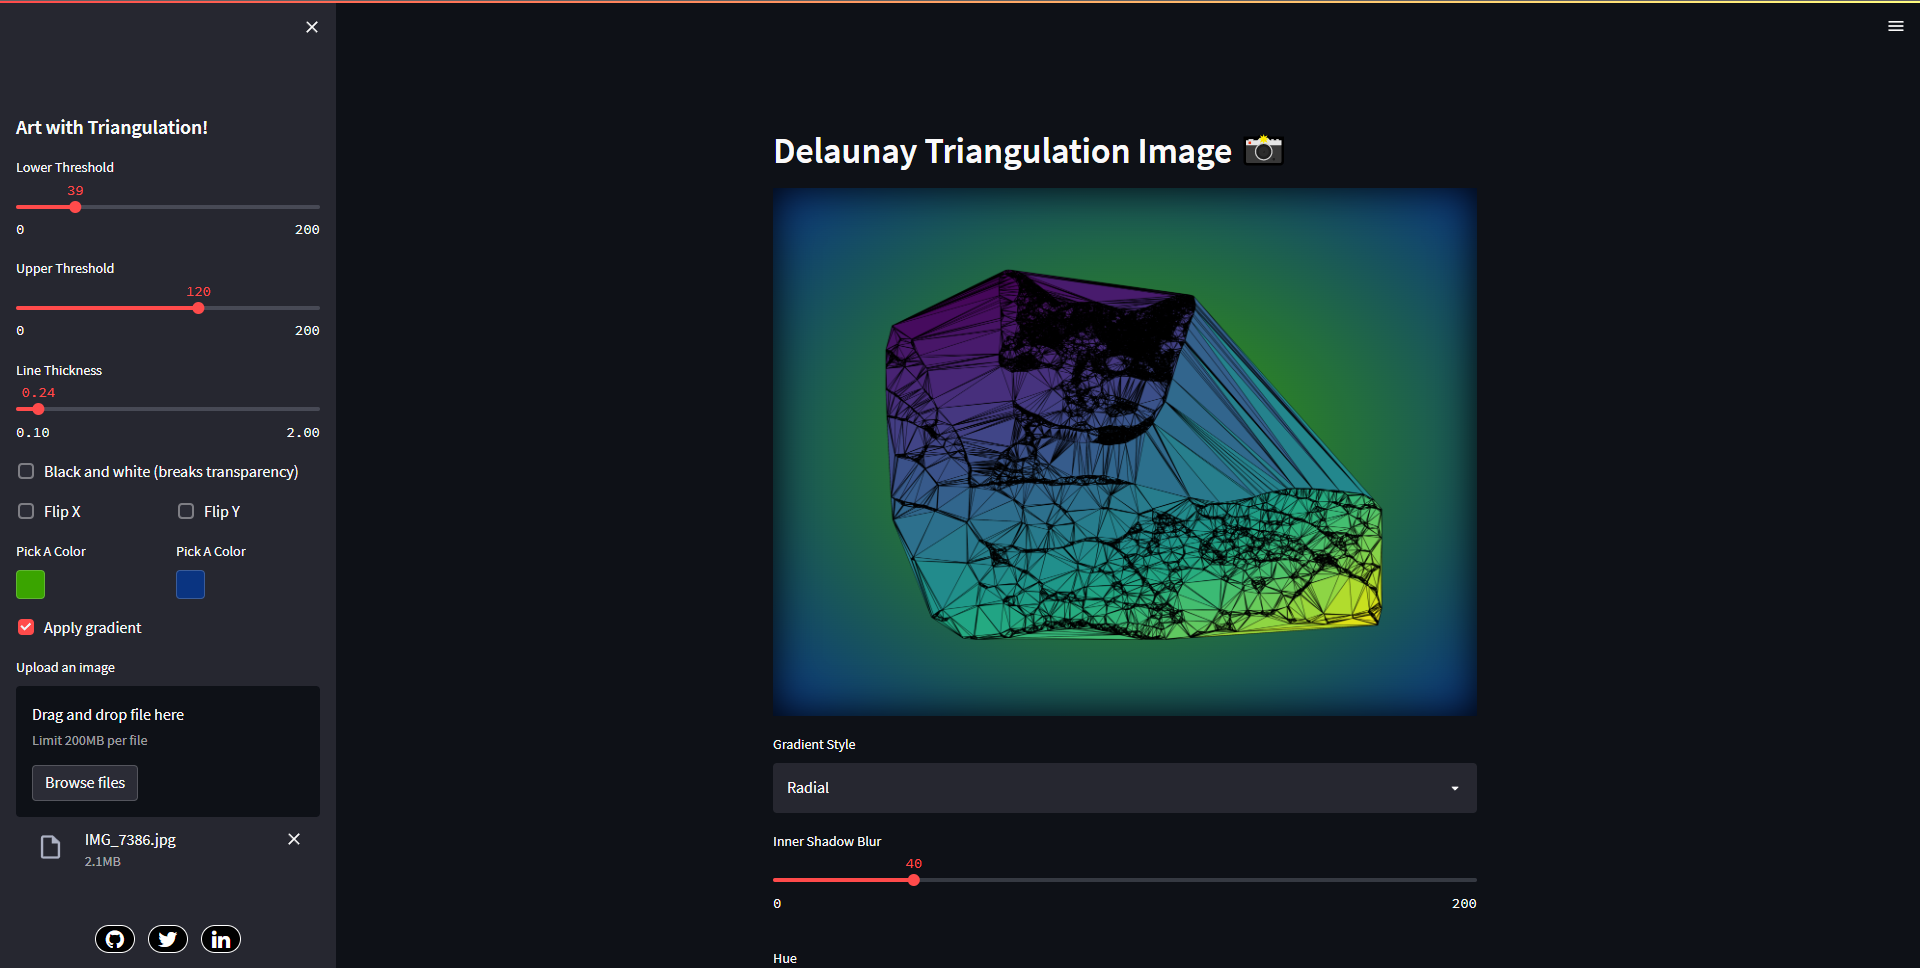 Art with Triangulation!
Lower Threshold
39
0 200
Upper Threshold
120
0 200
Line Thickness
0.24
0.10 2.00
Black and white (breaks transparency)
Flip X Flip Y
Pick A Color Pick A Color
Apply gradient
Upload an image
Drag and drop file here
Limit 200MB per file
Browse files
IMG_7386.jpg
2.1MB
in
Delaunay Triangulation Image
Gradient Style
Radial
Inner Shadow Blur
40
0 200
Hue